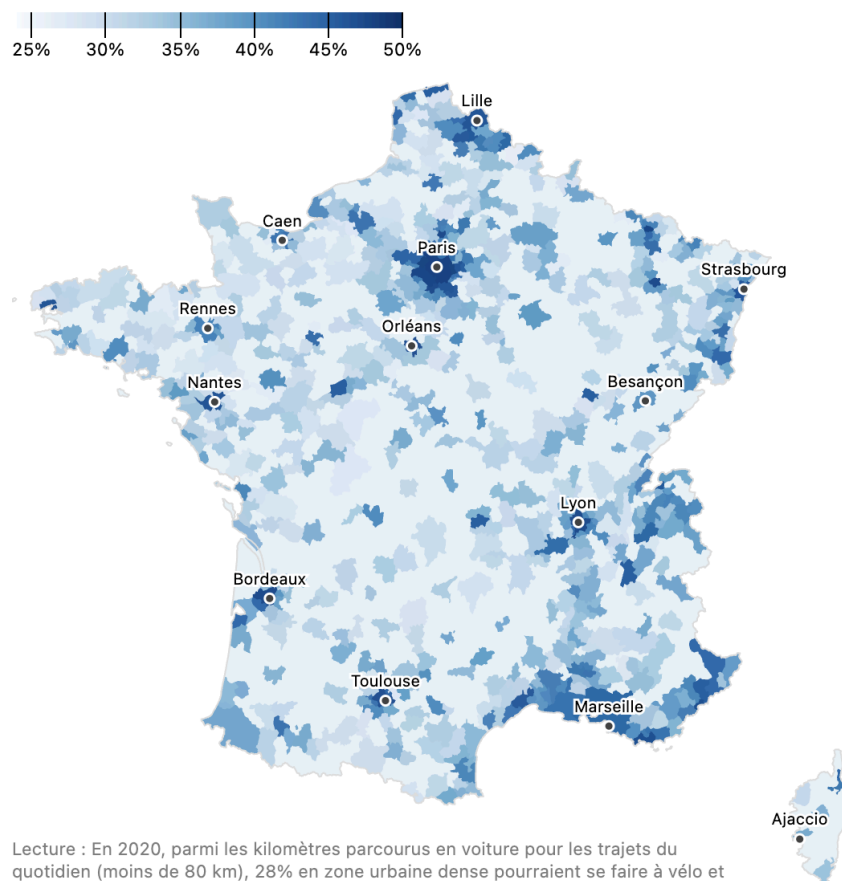 25% 30% 35% 40% 45% 50%
Lille
Caen
Paris
Strasbourg
Rennes
Orléans
Nantes
Besançon
Lyon
Bordeaux
Toulouse
Marseille
Ajaccio
Lecture : En 2020, parmi les kilomètres parcourus en voiture pour les trajets du
quotidien (moins de 80 km), 28% en zone urbaine dense pourraient se faire à vélo et